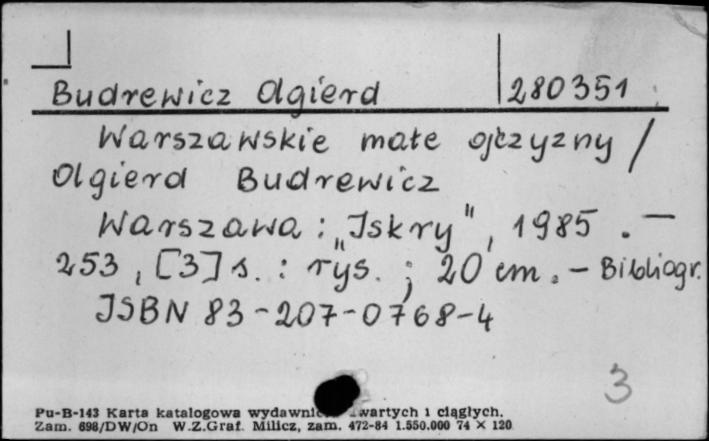 Budrewicz Olgierd 280351
Warszawskie małe ojczyzny /
Olgierd Budrewicz
Warszawa : „Iskry", 1985. —
253, [3] s. : rys. ; 20 cm. - Bibliogr.
ISBN 83-207-0768-4
3
Pu-B-143 Karta katalogowa wydawnic wartych i ciągłych.
Zam. 698/DW/On W.Z.Graf. Milicz, zam. 472-84 1.550.000 74 × 120